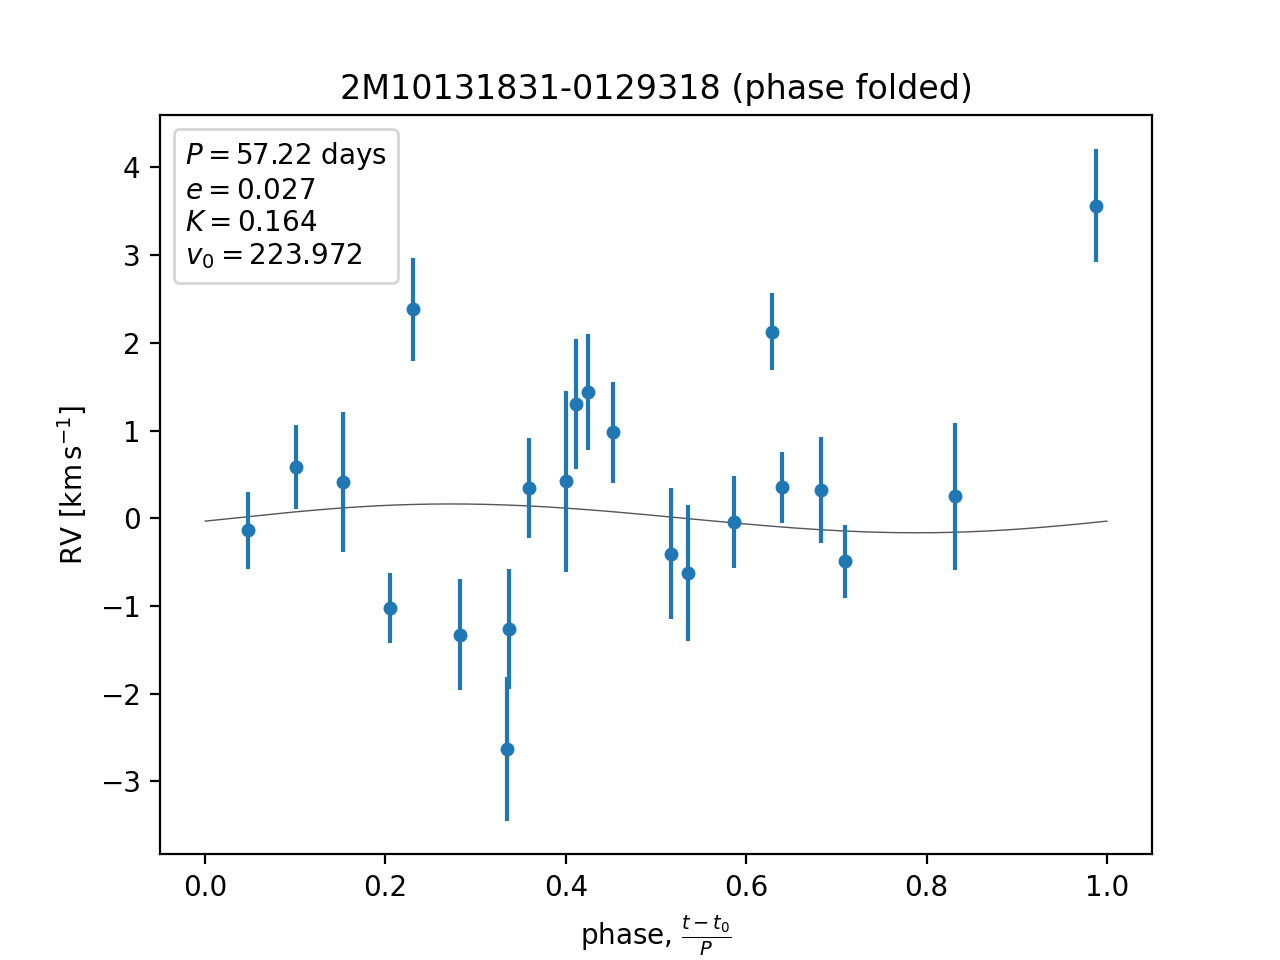 2M10131831-0129318 (phase folded)
P = 57.22 days
e = 0.027
K = 0.164
v₀ = 223.972
4
3
2
1
0
−1
−2
−3
RV [km s⁻¹]
0.0 0.2 0.4 0.6 0.8 1.0
phase, (t − t₀)/P